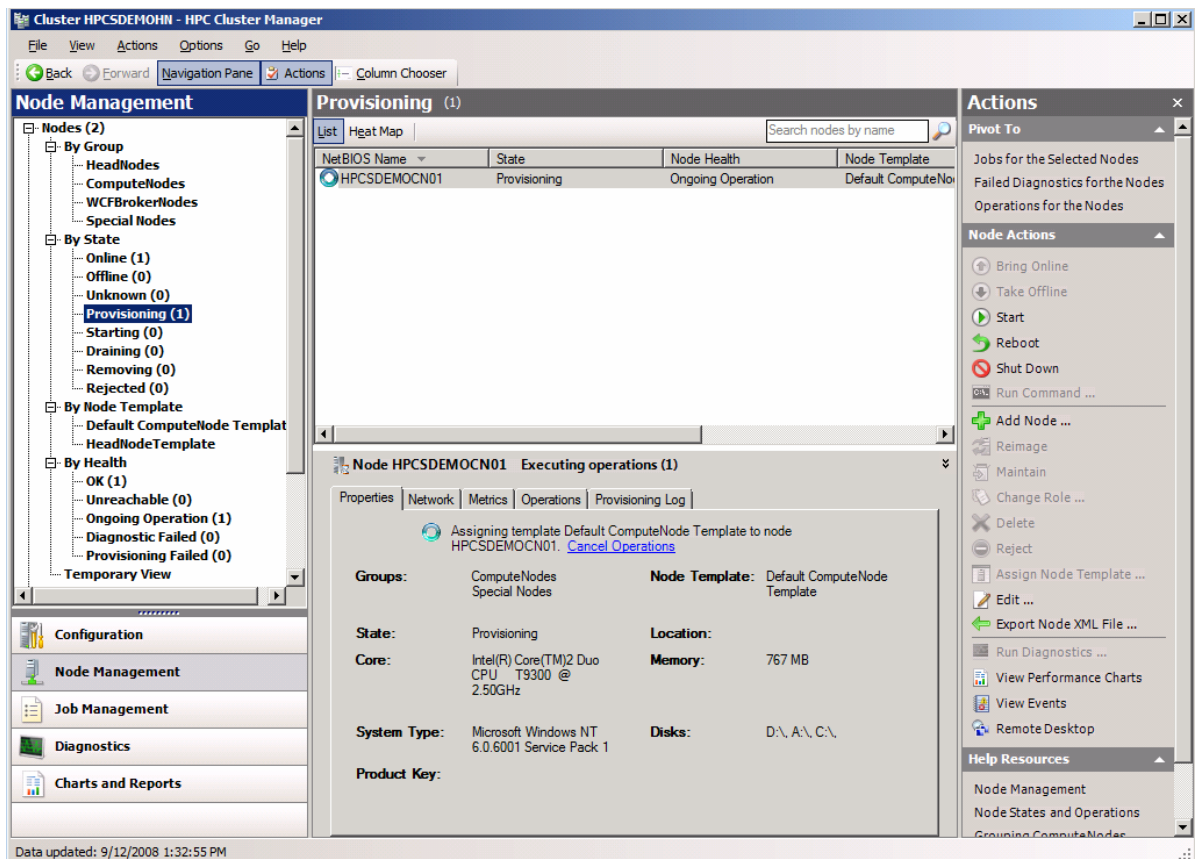 Cluster HPCSDEMOHN - HPC Cluster Manager
File View Actions Options Go Help
Back Forward Navigation Pane Actions Column Chooser
Node Management
Nodes (2)
By Group
HeadNodes
ComputeNodes
WCFBrokerNodes
Special Nodes
By State
Online (1)
Offline (0)
Unknown (0)
Provisioning (1)
Starting (0)
Draining (0)
Removing (0)
Rejected (0)
By Node Template
Default ComputeNode Templat
HeadNodeTemplate
By Health
OK (1)
Unreachable (0)
Ongoing Operation (1)
Diagnostic Failed (0)
Provisioning Failed (0)
Temporary View
Configuration
Node Management
Job Management
Diagnostics
Charts and Reports
Provisioning (1)
List Heat Map Search nodes by name
NetBIOS Name State Node Health Node Template
HPCSDEMOCN01 Provisioning Ongoing Operation Default ComputeNo
Node HPCSDEMOCN01 Executing operations (1)
Properties Network Metrics Operations Provisioning Log
Assigning template Default ComputeNode Template to node
HPCSDEMOCN01. Cancel Operations
Groups: ComputeNodes Node Template: Default ComputeNode
Special Nodes Template
State: Provisioning Location:
Core: Intel(R) Core(TM)2 Duo Memory: 767 MB
CPU T9300 @
2.50GHz
System Type: Microsoft Windows NT Disks: D:\, A:\, C:\,
6.0.6001 Service Pack 1
Product Key:
Actions
Pivot To
Jobs for the Selected Nodes
Failed Diagnostics forthe Nodes
Operations for the Nodes
Node Actions
Bring Online
Take Offline
Start
Reboot
Shut Down
Run Command ...
Add Node ...
Reimage
Maintain
Change Role ...
Delete
Reject
Assign Node Template ...
Edit ...
Export Node XML File ...
Run Diagnostics ...
View Performance Charts
View Events
Remote Desktop
Help Resources
Node Management
Node States and Operations
Grouping ComputeNodes
Data updated: 9/12/2008 1:32:55 PM